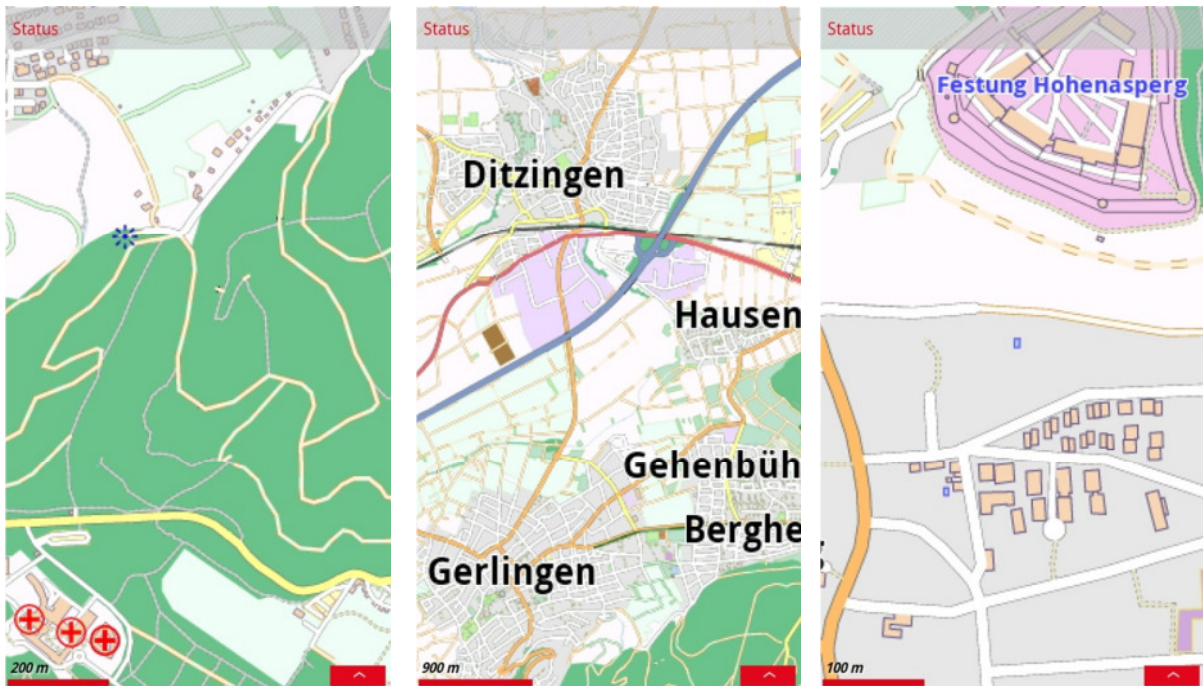 Status
200 m
Status
Ditzingen
Hausen
Gehenbüh
Berghe
Gerlingen
900 m
Status
Festung Hohenasperg
100 m